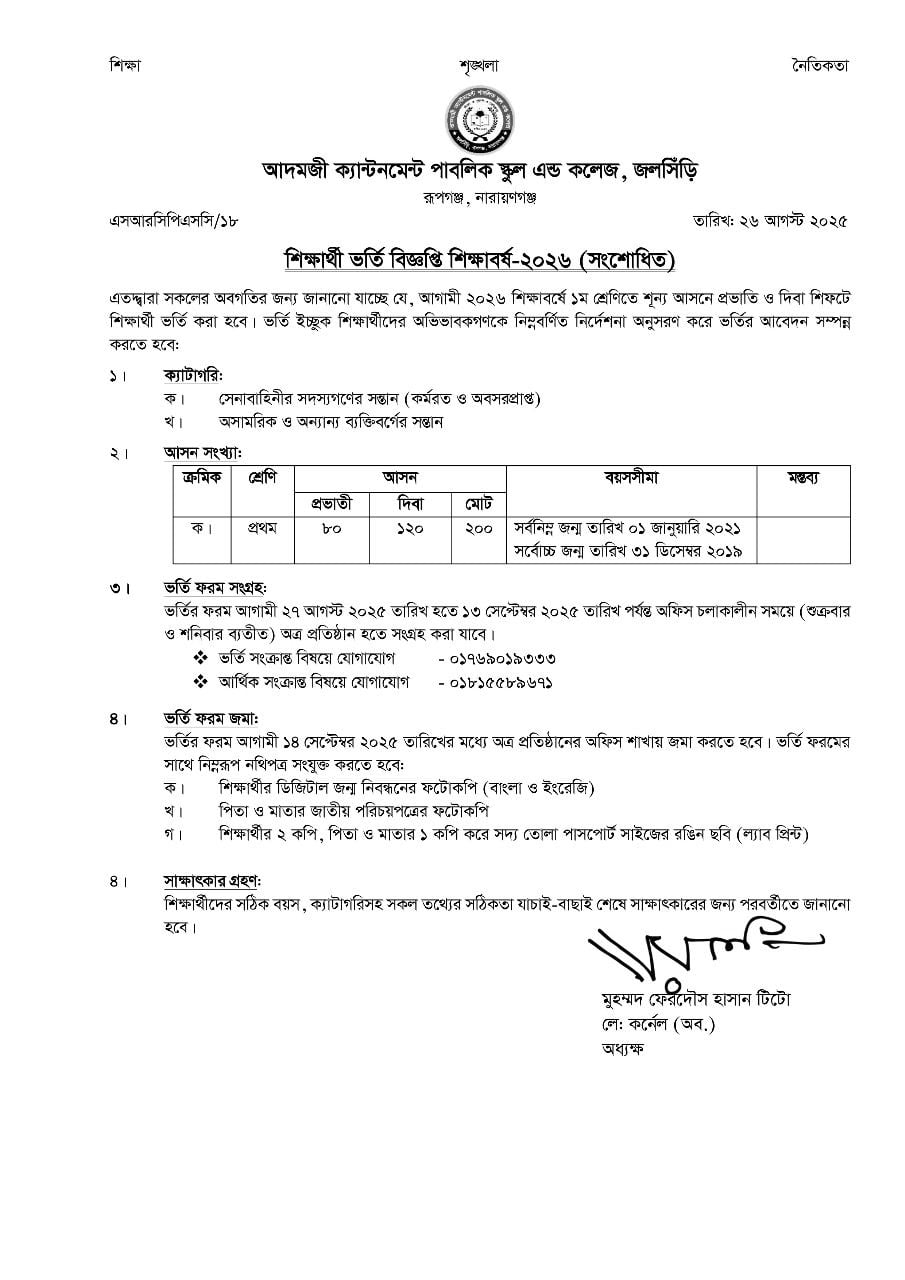 শিক্ষা শৃঙ্খলা নৈতিকতা
আদমজী ক্যান্টনমেন্ট পাবলিক স্কুল এন্ড কলেজ, জলসিঁড়ি
রূপগঞ্জ, নারায়ণগঞ্জ
এসআরসিপিএসসি/১৮ তারিখ: ২৬ আগস্ট ২০২৫
শিক্ষার্থী ভর্তি বিজ্ঞপ্তি শিক্ষাবর্ষ-২০২৬ (সংশোধিত)
এতদ্দ্বারা সকলের অবগতির জন্য জানানো যাচ্ছে যে, আগামী ২০২৬ শিক্ষাবর্ষে ১ম শ্রেণিতে শূন্য আসনে প্রভাতি ও দিবা শিফটে
শিক্ষার্থী ভর্তি করা হবে। ভর্তি ইচ্ছুক শিক্ষার্থীদের অভিভাবকগণকে নিম্নবর্ণিত নির্দেশনা অনুসরণ করে ভর্তির আবেদন সম্পন্ন
করতে হবে:
১। ক্যাটাগরি:
ক। সেনাবাহিনীর সদস্যগণের সন্তান (কর্মরত ও অবসরপ্রাপ্ত)
খ। অসামরিক ও অন্যান্য ব্যক্তিবর্গের সন্তান
২। আসন সংখ্যা:
ক্রমিক শ্রেণি আসন বয়সসীমা মন্তব্য
প্রভাতী দিবা মোট
ক। প্রথম ৮০ ১২০ ২০০ সর্বনিম্ন জন্ম তারিখ ০১ জানুয়ারি ২০২১
সর্বোচ্চ জন্ম তারিখ ৩১ ডিসেম্বর ২০১৯
৩। ভর্তি ফরম সংগ্রহ:
ভর্তির ফরম আগামী ২৭ আগস্ট ২০২৫ তারিখ হতে ১৩ সেপ্টেম্বর ২০২৫ তারিখ পর্যন্ত অফিস চলাকালীন সময়ে (শুক্রবার
ও শনিবার ব্যতীত) অত্র প্রতিষ্ঠান হতে সংগ্রহ করা যাবে।
❖ ভর্তি সংক্রান্ত বিষয়ে যোগাযোগ - ০১৭৬৯০১৯৩৩৩
❖ আর্থিক সংক্রান্ত বিষয়ে যোগাযোগ - ০১৮১৫৫৮৯৬৭১
৪। ভর্তি ফরম জমা:
ভর্তির ফরম আগামী ১৪ সেপ্টেম্বর ২০২৫ তারিখের মধ্যে অত্র প্রতিষ্ঠানের অফিস শাখায় জমা করতে হবে। ভর্তি ফরমের
সাথে নিম্নরূপ নথিপত্র সংযুক্ত করতে হবে:
ক। শিক্ষার্থীর ডিজিটাল জন্ম নিবন্ধনের ফটোকপি (বাংলা ও ইংরেজি)
খ। পিতা ও মাতার জাতীয় পরিচয়পত্রের ফটোকপি
গ। শিক্ষার্থীর ২ কপি, পিতা ও মাতার ১ কপি করে সদ্য তোলা পাসপোর্ট সাইজের রঙিন ছবি (ল্যাব প্রিন্ট)
৪। সাক্ষাৎকার গ্রহণ:
শিক্ষার্থীদের সঠিক বয়স, ক্যাটাগরিসহ সকল তথ্যের সঠিকতা যাচাই-বাছাই শেষে সাক্ষাৎকারের জন্য পরবর্তীতে জানানো
হবে।
মুহম্মদ ফেরদৌস হাসান টিটো
লে: কর্নেল (অব.)
অধ্যক্ষ